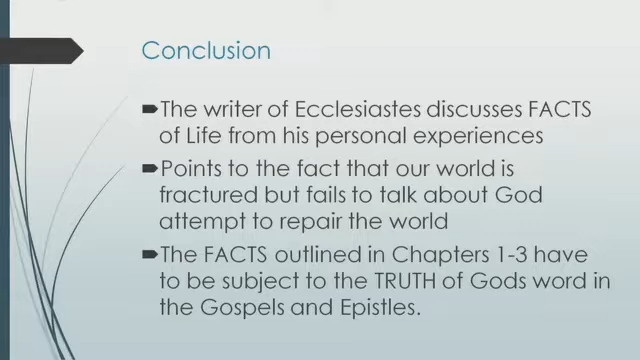 Conclusion
The writer of Ecclesiastes discusses FACTS
of Life from his personal experiences
Points to the fact that our world is
fractured but fails to talk about God
attempt to repair the world
The FACTS outlined in Chapters 1-3 have
to be subject to the TRUTH of Gods word in
the Gospels and Epistles.